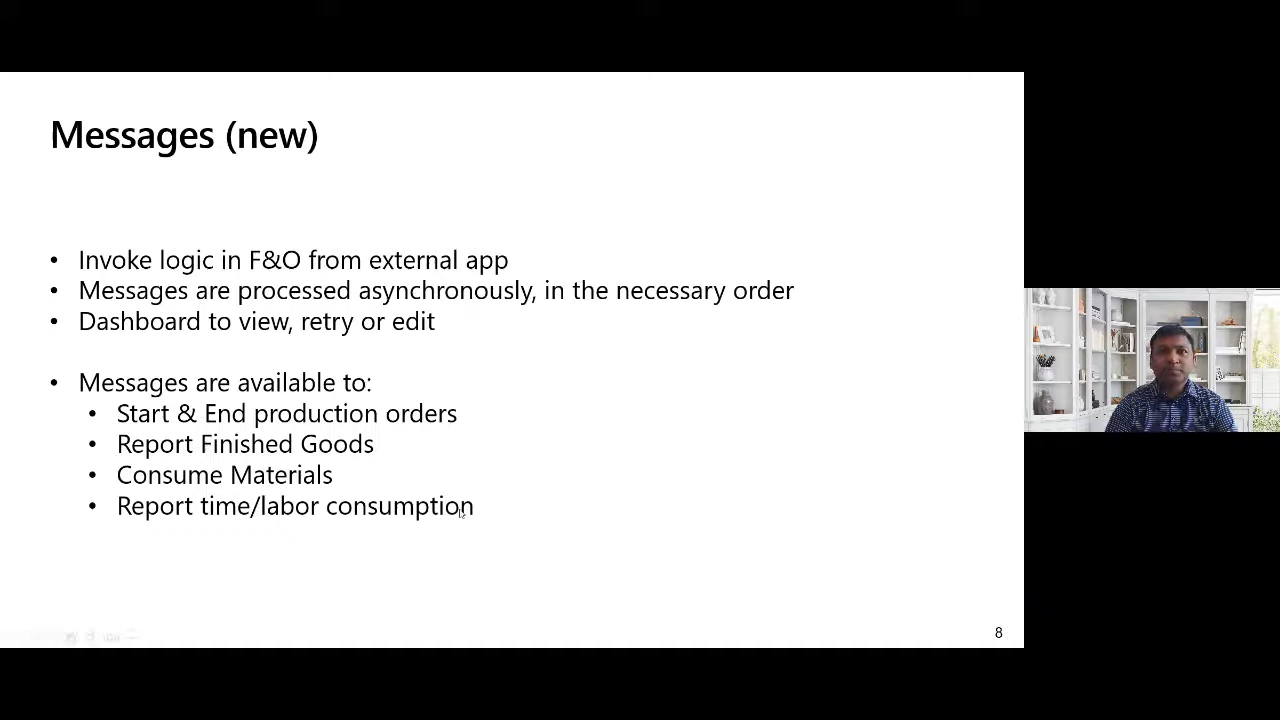 Messages (new)
• Invoke logic in F&O from external app
• Messages are processed asynchronously, in the necessary order
• Dashboard to view, retry or edit
• Messages are available to:
• Start & End production orders
• Report Finished Goods
• Consume Materials
• Report time/labor consumption
8